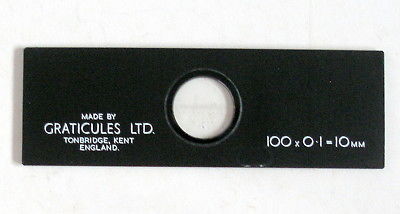 MADE BY
GRATICULES LTD.
TONBRIDGE, KENT
ENGLAND.
100 x 0·1 = 10 MM